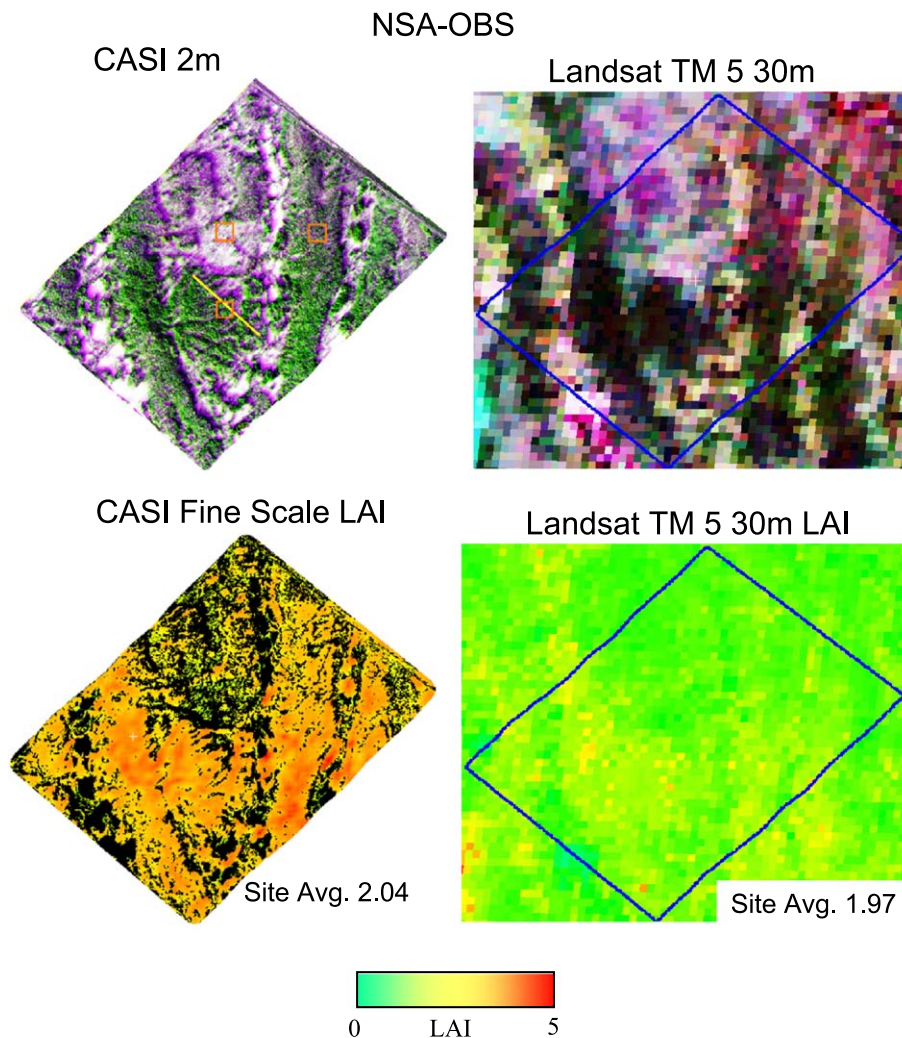 NSA-OBS
CASI 2m
Landsat TM 5 30m
CASI Fine Scale LAI
Landsat TM 5 30m LAI
Site Avg. 2.04
Site Avg. 1.97
0 LAI 5